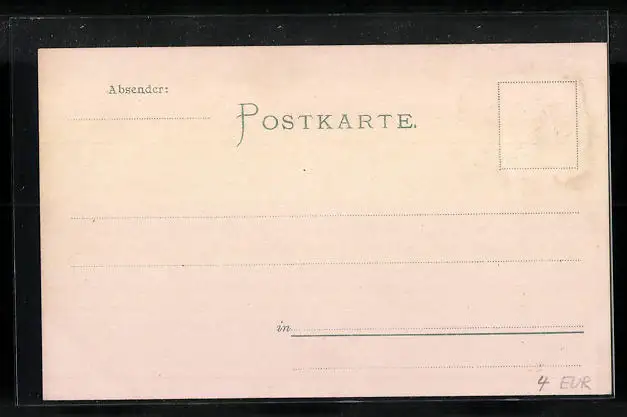 Absender:
POSTKARTE.
in
4 EUR